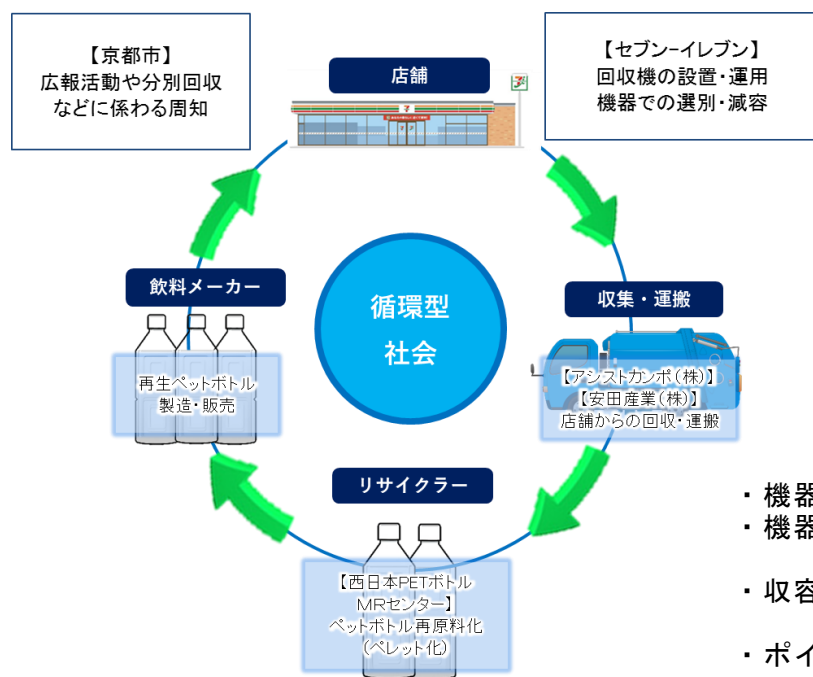 【京都市】
広報活動や分別回収
などに係わる周知
店舗
【セブン-イレブン】
回収機の設置・運用
機器での選別・減容
飲料メーカー
再生ペットボトル
製造・販売
循環型
社会
収集・運搬
【アシストカンポ(株)】
【安田産業(株)】
店舗からの回収・運搬
リサイクラー
【西日本PETボトル
MRセンター】
ペットボトル再原料化
(ペレット化)
・機器
・機器
・収容
・ポイ